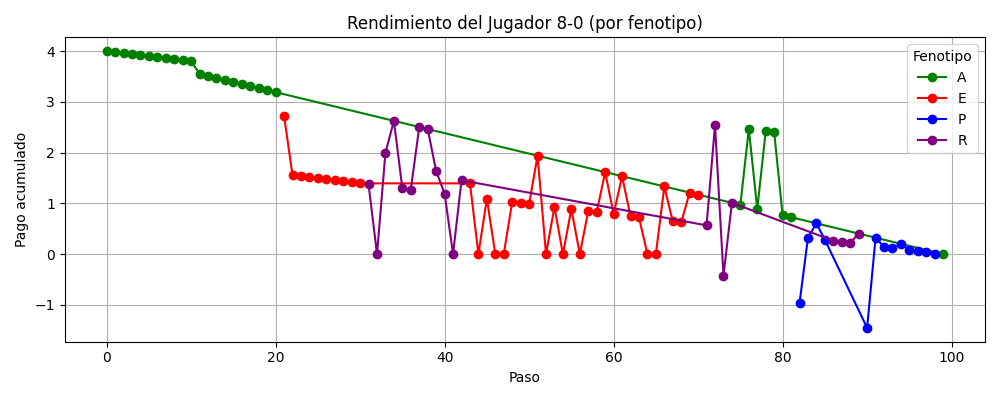 Rendimiento del Jugador 8-0 (por fenotipo)
Pago acumulado
4
3
2
1
0
−1
Fenotipo
A
E
P
R
0 20 40 60 80 100
Paso